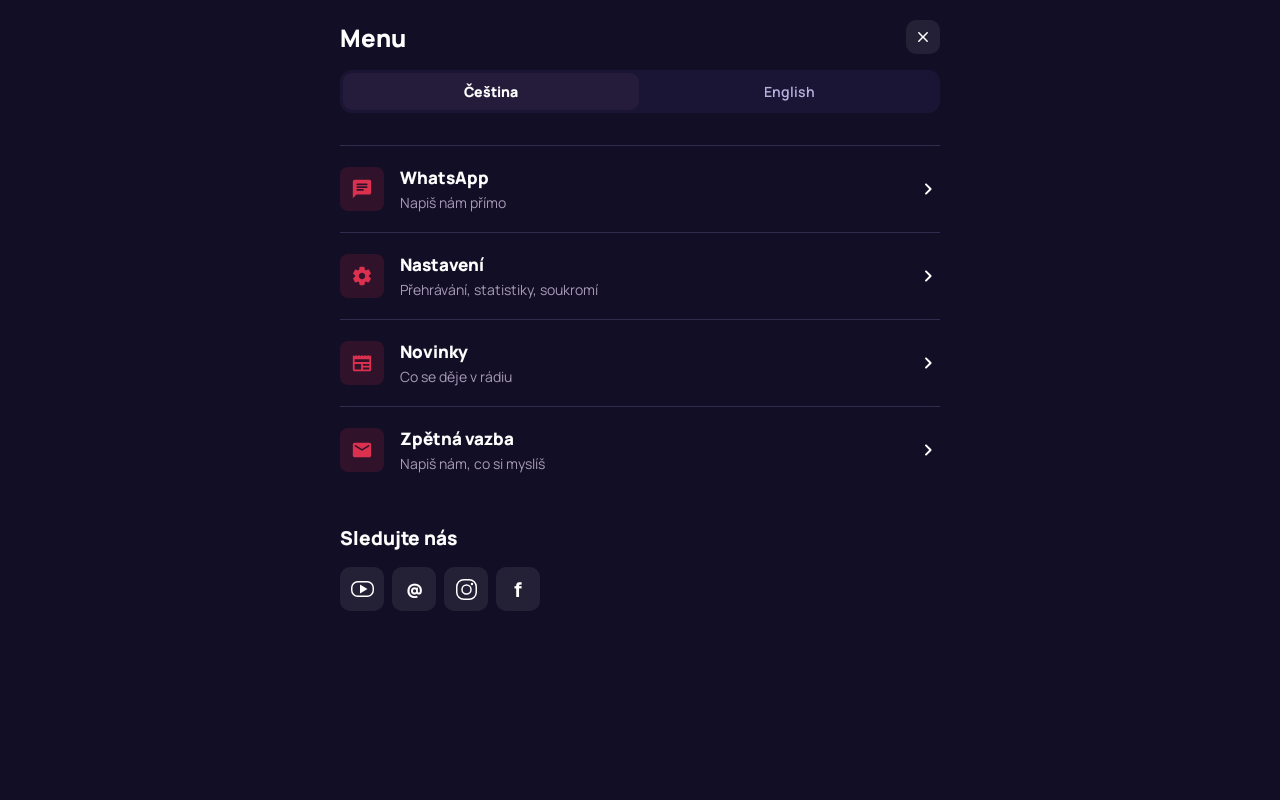 Menu
Čeština
English
WhatsApp
Napiš nám přímo
Nastavení
Přehrávání, statistiky, soukromí
Novinky
Co se děje v rádiu
Zpětná vazba
Napiš nám, co si myslíš
Sledujte nás
@
f